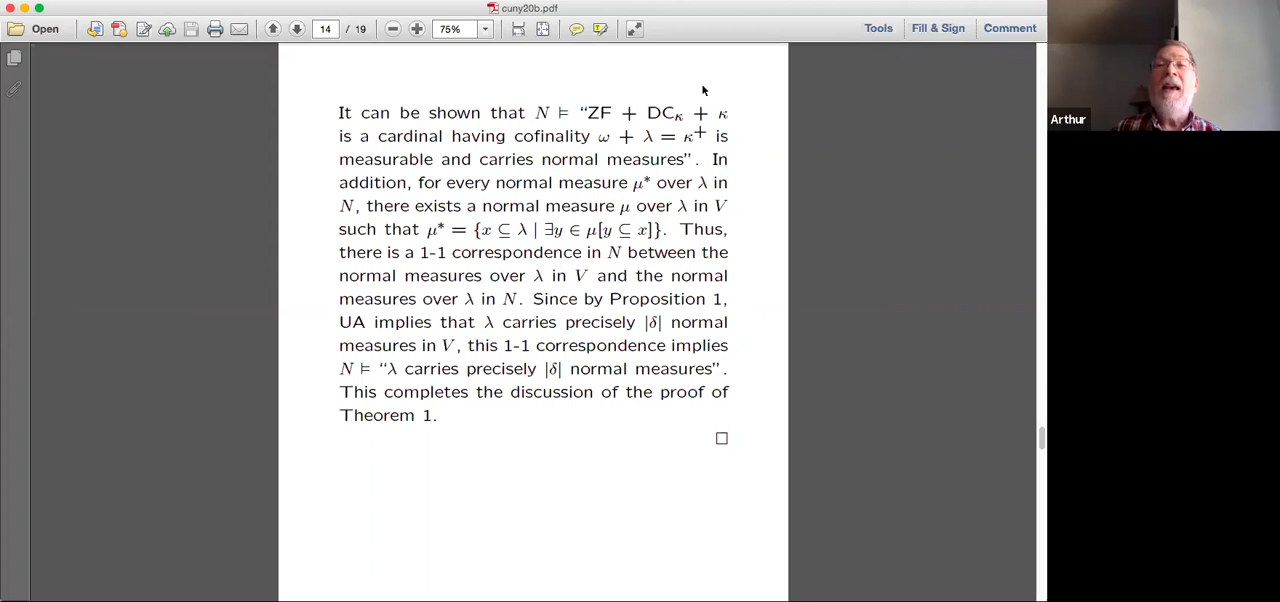 cuny20b.pdf
Open
14 / 19
75%
Tools
Fill & Sign
Comment
Arthur
It can be shown that N ⊨ “ZF + DCκ + κ
is a cardinal having cofinality ω + λ = κ⁺ is
measurable and carries normal measures”. In
addition, for every normal measure μ* over λ in
N, there exists a normal measure μ over λ in V
such that μ* = {x ⊆ λ | ∃y ∈ μ[y ⊆ x]}. Thus,
there is a 1-1 correspondence in N between the
normal measures over λ in V and the normal
measures over λ in N. Since by Proposition 1,
UA implies that λ carries precisely |δ| normal
measures in V, this 1-1 correspondence implies
N ⊨ “λ carries precisely |δ| normal measures”.
This completes the discussion of the proof of
Theorem 1.
□